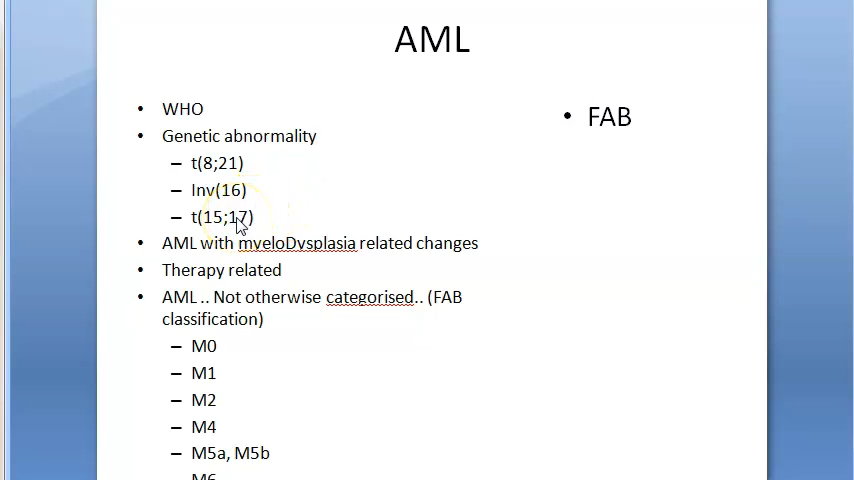 AML
• WHO
• Genetic abnormality
– t(8;21)
– Inv(16)
– t(15;17)
• AML with myeloDysplasia related changes
• Therapy related
• AML .. Not otherwise categorised.. (FAB
classification)
– M0
– M1
– M2
– M4
– M5a, M5b
– M6
• FAB